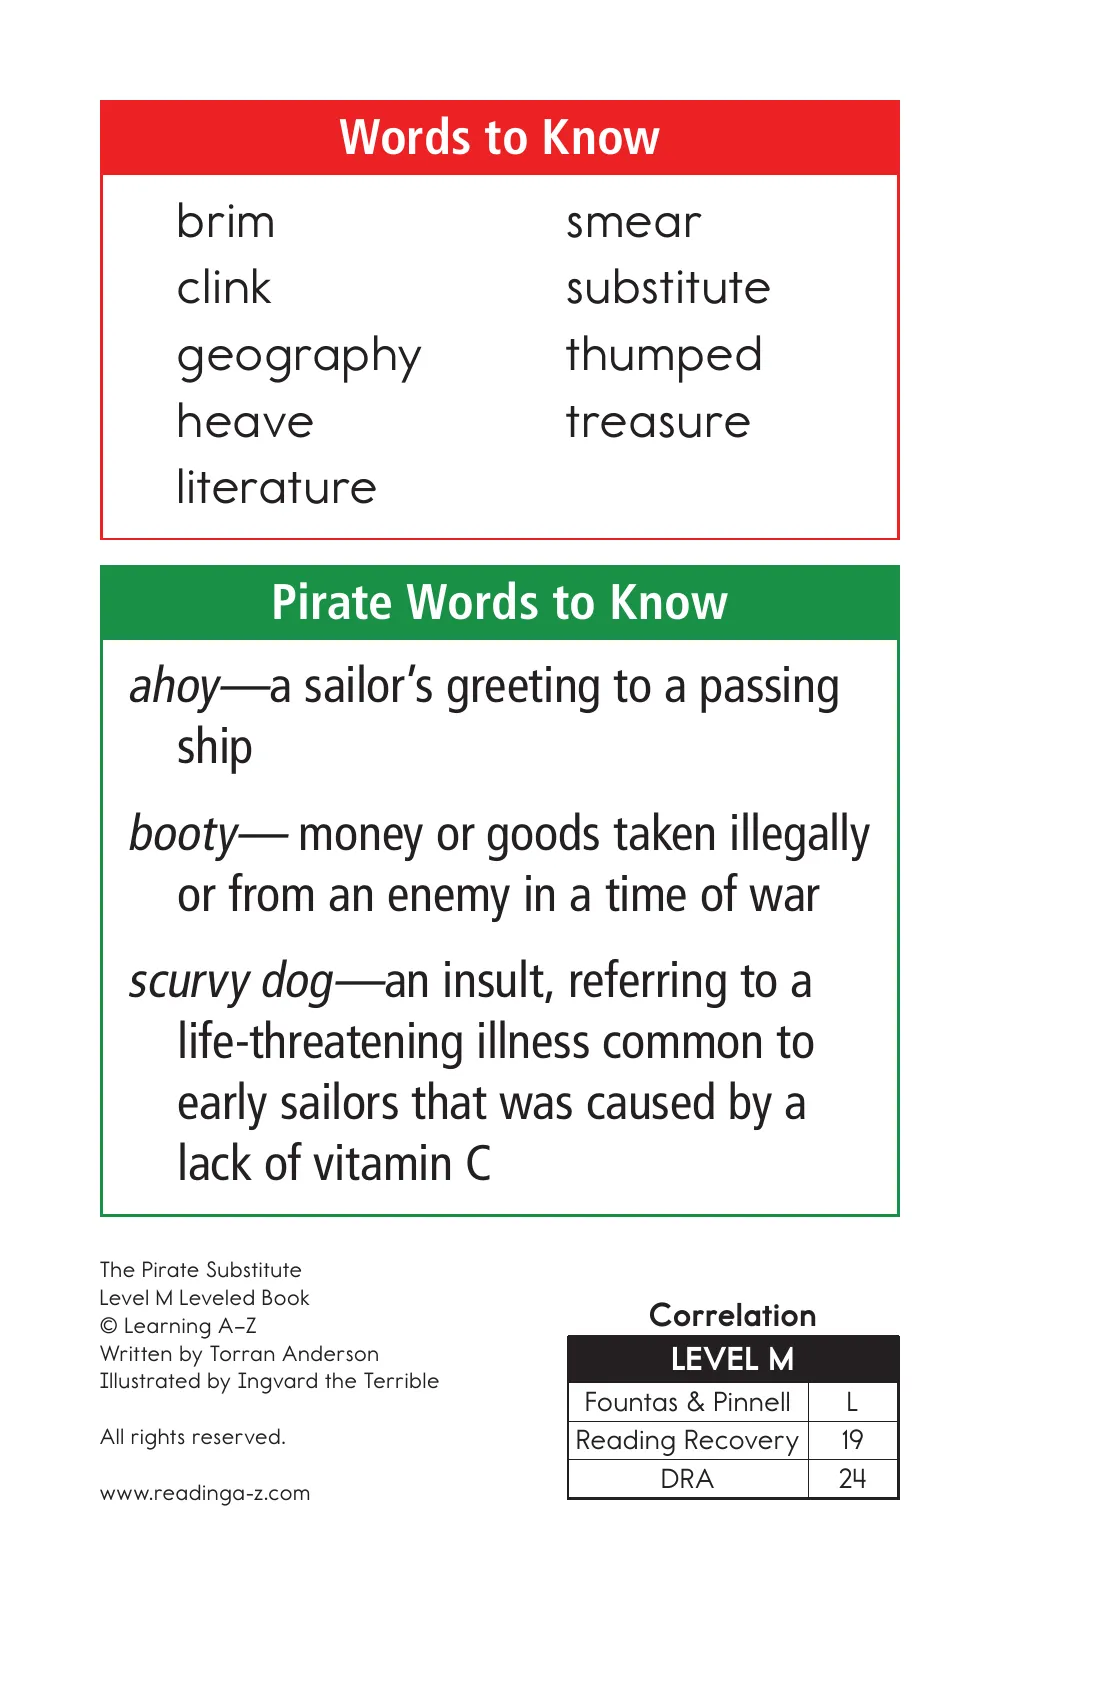 Words to Know
brim
clink
geography
heave
literature
smear
substitute
thumped
treasure
Pirate Words to Know
ahoy—a sailor’s greeting to a passing
ship
booty— money or goods taken illegally
or from an enemy in a time of war
scurvy dog—an insult, referring to a
life-threatening illness common to
early sailors that was caused by a
lack of vitamin C
The Pirate Substitute
Level M Leveled Book
© Learning A–Z
Written by Torran Anderson
Illustrated by Ingvard the Terrible
All rights reserved.
www.readinga-z.com
Correlation
LEVEL M
Fountas & Pinnell L
Reading Recovery 19
DRA 24